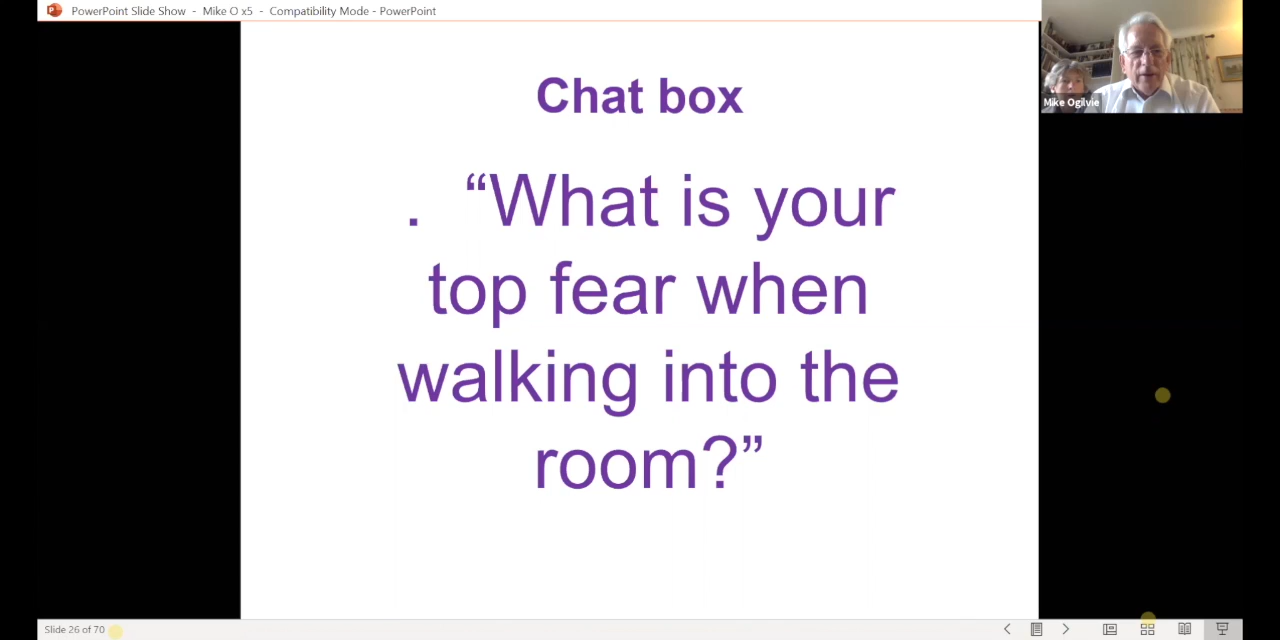 PowerPoint Slide Show - Mike O x5 - Compatibility Mode - PowerPoint
Mike Ogilvie
Chat box
. “What is your
top fear when
walking into the
room?”
Slide 26 of 70